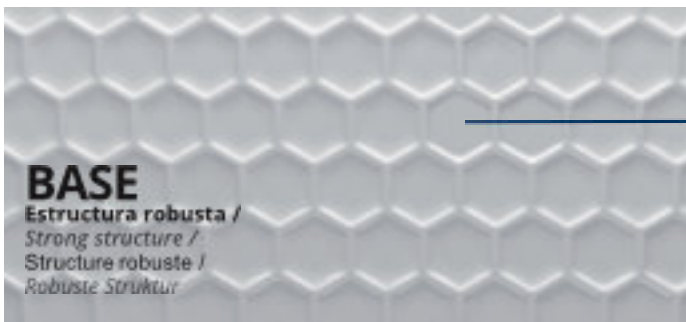 BASE
Estructura robusta /
Strong structure /
Structure robuste /
Robuste Struktur